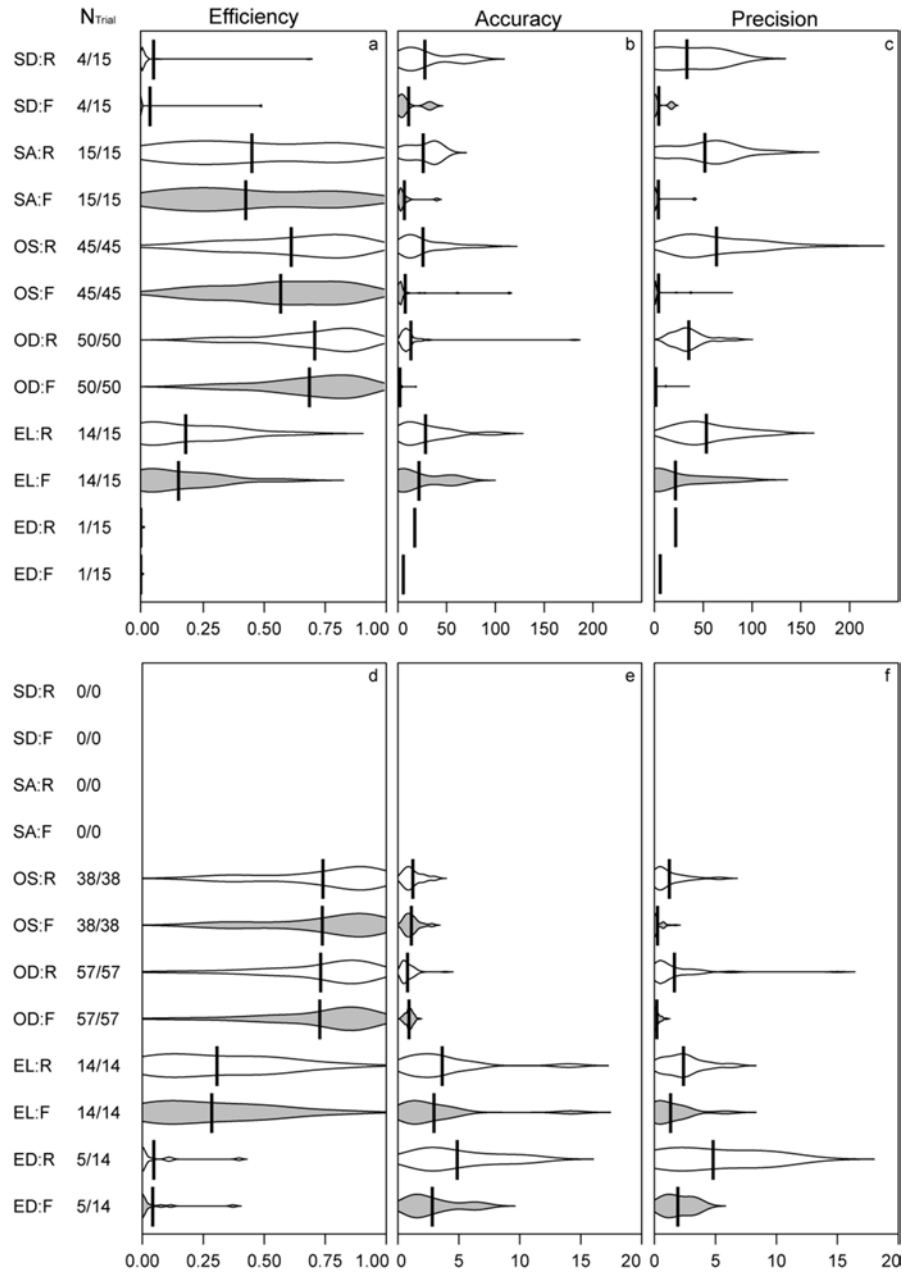 NTrial Efficiency Accuracy Precision
a b c
SD:R 4/15
SD:F 4/15
SA:R 15/15
SA:F 15/15
OS:R 45/45
OS:F 45/45
OD:R 50/50
OD:F 50/50
EL:R 14/15
EL:F 14/15
ED:R 1/15
ED:F 1/15
0.00 0.25 0.50 0.75 1.00 0 50 100 150 200 0 50 100 150 200
d e f
SD:R 0/0
SD:F 0/0
SA:R 0/0
SA:F 0/0
OS:R 38/38
OS:F 38/38
OD:R 57/57
OD:F 57/57
EL:R 14/14
EL:F 14/14
ED:R 5/14
ED:F 5/14
0.00 0.25 0.50 0.75 1.00 0 5 10 15 20 0 5 10 15 20